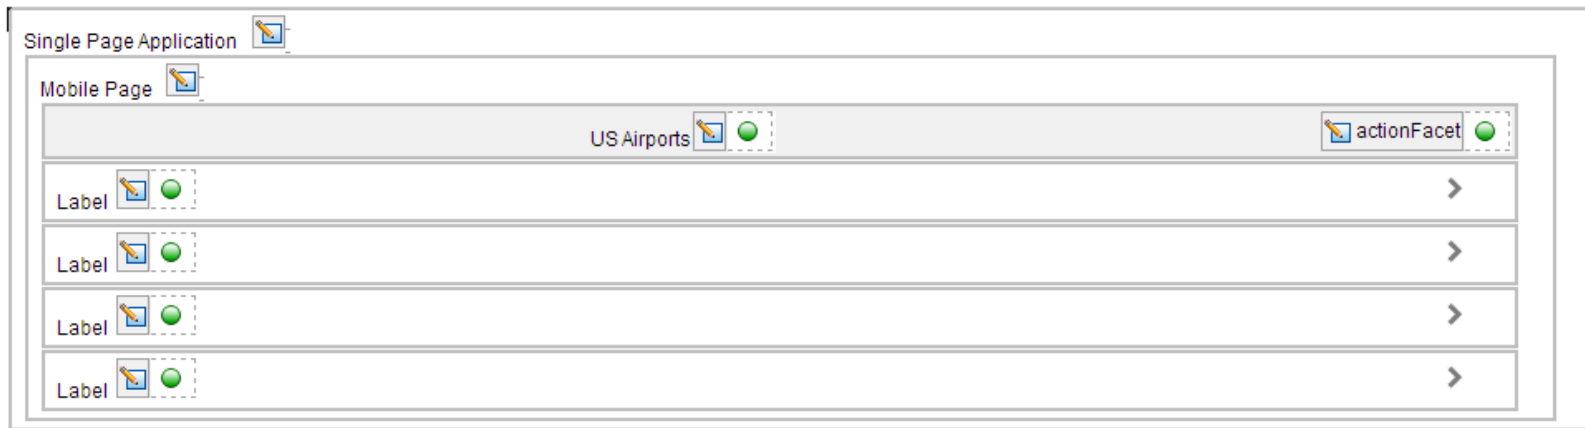 Single Page Application
Mobile Page
US Airports actionFacet
Label
Label
Label
Label